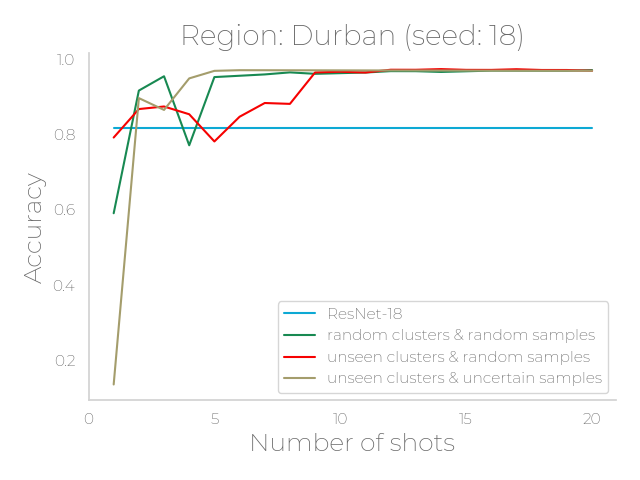 Region: Durban (seed: 18)
1.0
0.8
0.6
0.4
0.2
Accuracy
0
5
10
15
20
Number of shots
ResNet-18
random clusters & random samples
unseen clusters & random samples
unseen clusters & uncertain samples